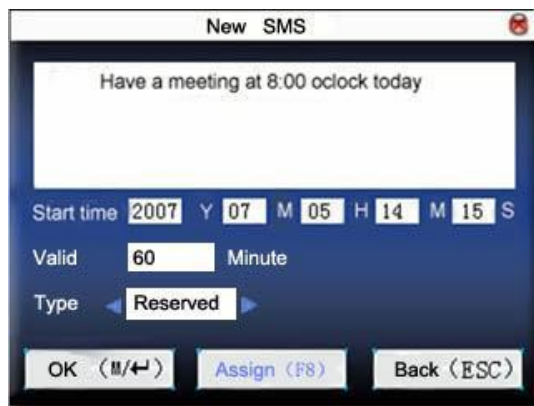 New SMS
Have a meeting at 8:00 oclock today
Start time 2007 Y 07 M 05 H 14 M 15 S
Valid 60 Minute
Type Reserved
OK (M/↵) Assign (F8) Back (ESC)